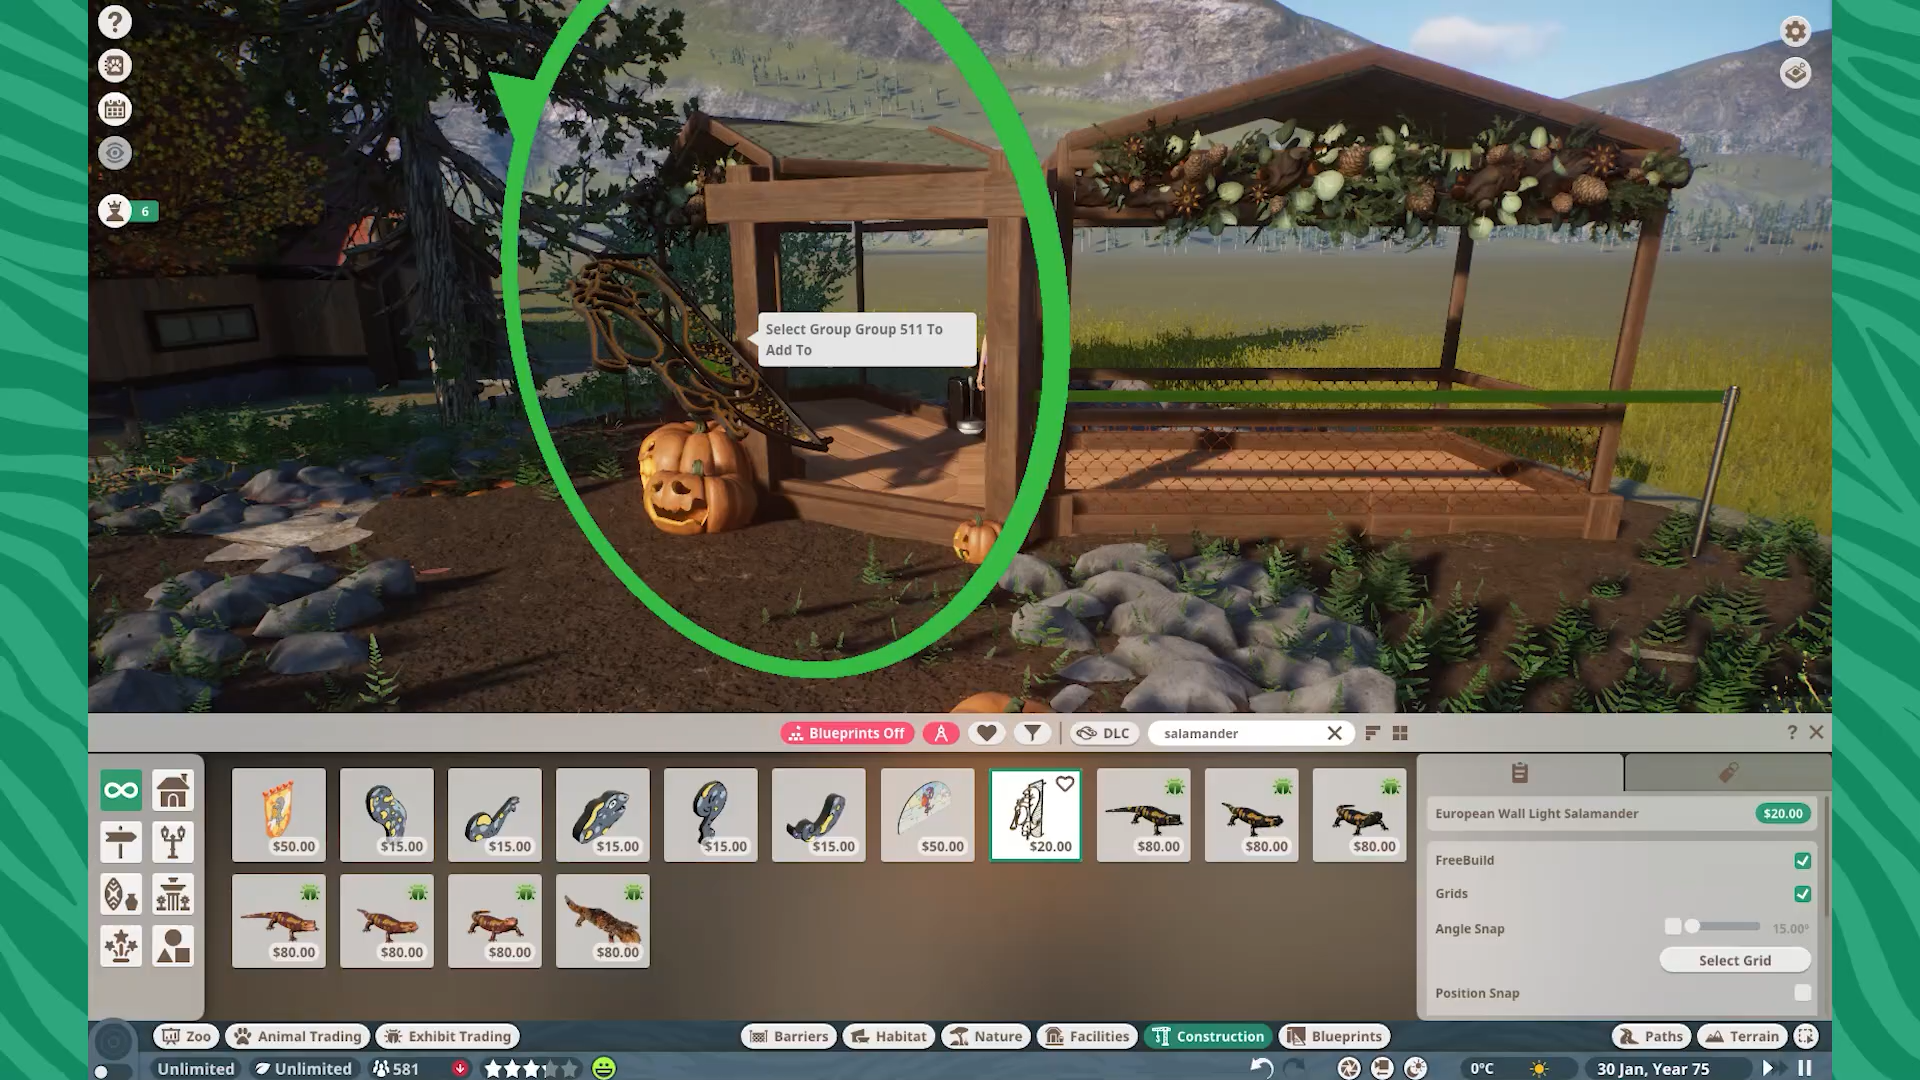 ?
6
Select Group Group 511 To
Add To
Blueprints Off
DLC
salamander
?
$50.00
$15.00
$15.00
$15.00
$15.00
$15.00
$50.00
$20.00
$80.00
$80.00
$80.00
$80.00
$80.00
$80.00
$80.00
European Wall Light Salamander
$20.00
FreeBuild
Grids
Angle Snap
15.00°
Select Grid
Position Snap
Zoo
Animal Trading
Exhibit Trading
Barriers
Habitat
Nature
Facilities
Construction
Blueprints
Paths
Terrain
Unlimited
Unlimited
581
0°C
30 Jan, Year 75